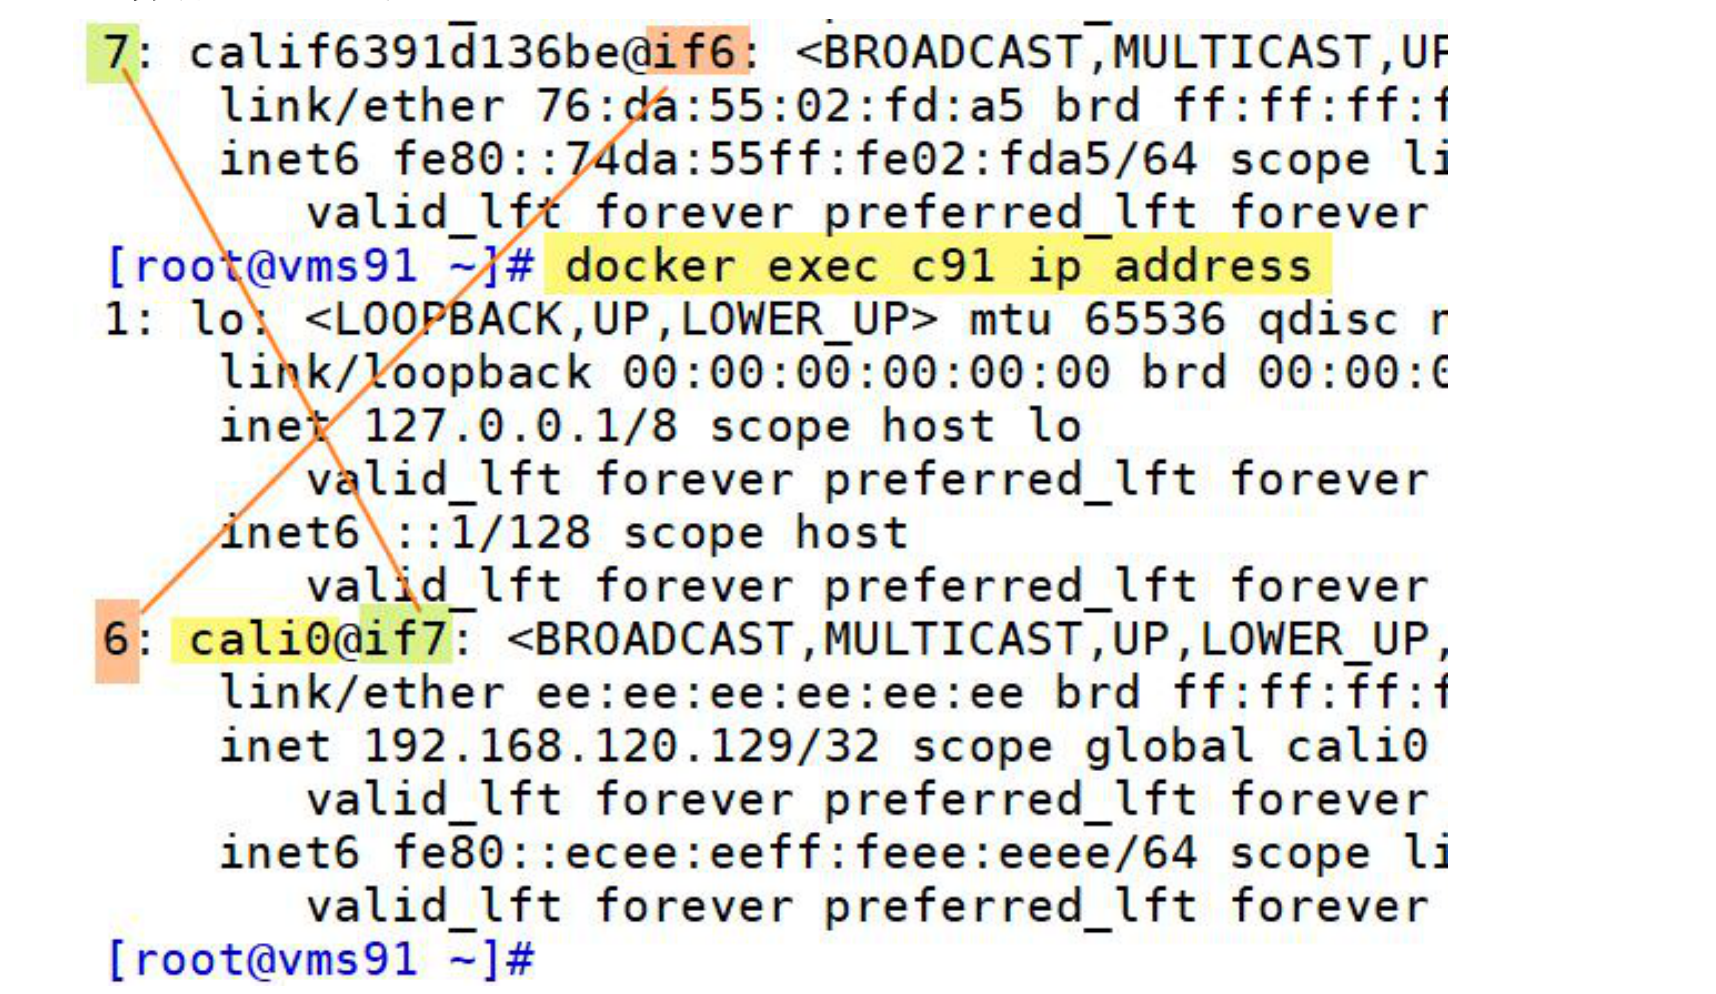 7: calif6391d136be@if6: <BROADCAST,MULTICAST,UP
link/ether 76:da:55:02:fd:a5 brd ff:ff:ff:f
inet6 fe80::74da:55ff:fe02:fda5/64 scope li
valid_lft forever preferred_lft forever
[root@vms91 ~]# docker exec c91 ip address
1: lo: <LOOPBACK,UP,LOWER_UP> mtu 65536 qdisc n
link/loopback 00:00:00:00:00:00 brd 00:00:0
inet 127.0.0.1/8 scope host lo
valid_lft forever preferred_lft forever
inet6 ::1/128 scope host
valid_lft forever preferred_lft forever
6: cali0@if7: <BROADCAST,MULTICAST,UP,LOWER_UP,
link/ether ee:ee:ee:ee:ee:ee brd ff:ff:ff:f
inet 192.168.120.129/32 scope global cali0
valid_lft forever preferred_lft forever
inet6 fe80::ecee:eeff:feee:eeee/64 scope li
valid_lft forever preferred_lft forever
[root@vms91 ~]#